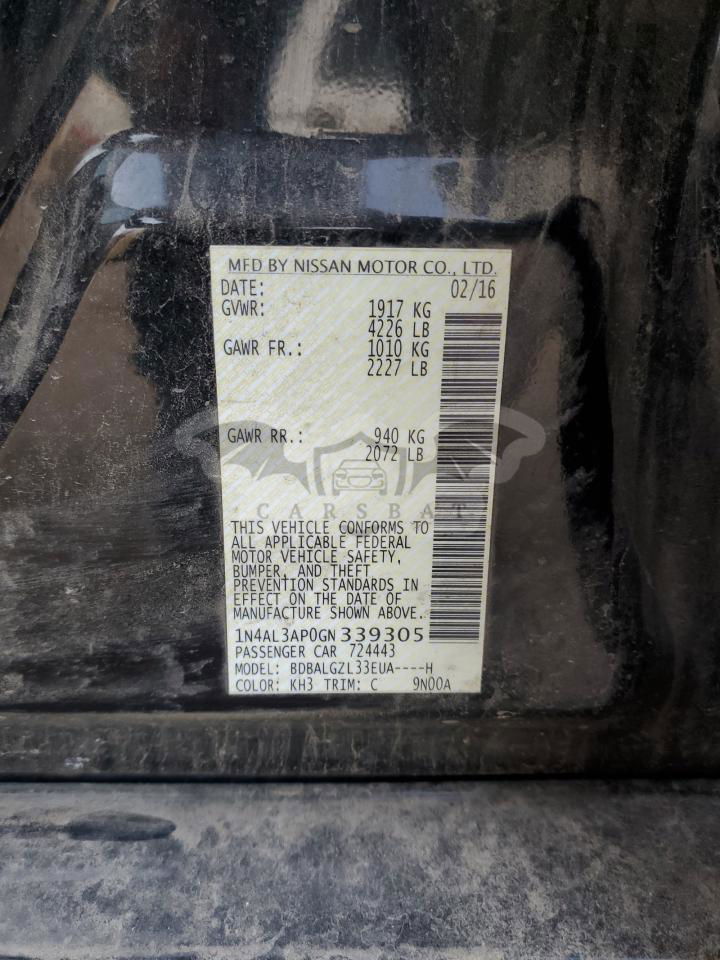 MFD BY NISSAN MOTOR CO., LTD.
DATE: 02/16
GVWR: 1917 KG
4226 LB
GAWR FR.: 1010 KG
2227 LB
GAWR RR.: 940 KG
2072 LB
CARSBAT
THIS VEHICLE CONFORMS TO
ALL APPLICABLE FEDERAL
MOTOR VEHICLE SAFETY,
BUMPER, AND THEFT
PREVENTION STANDARDS IN
EFFECT ON THE DATE OF
MANUFACTURE SHOWN ABOVE.
1N4AL3AP0GN339305
PASSENGER CAR 724443
MODEL: BDBALGZL33EUA----H
COLOR: KH3 TRIM: C 9N00A